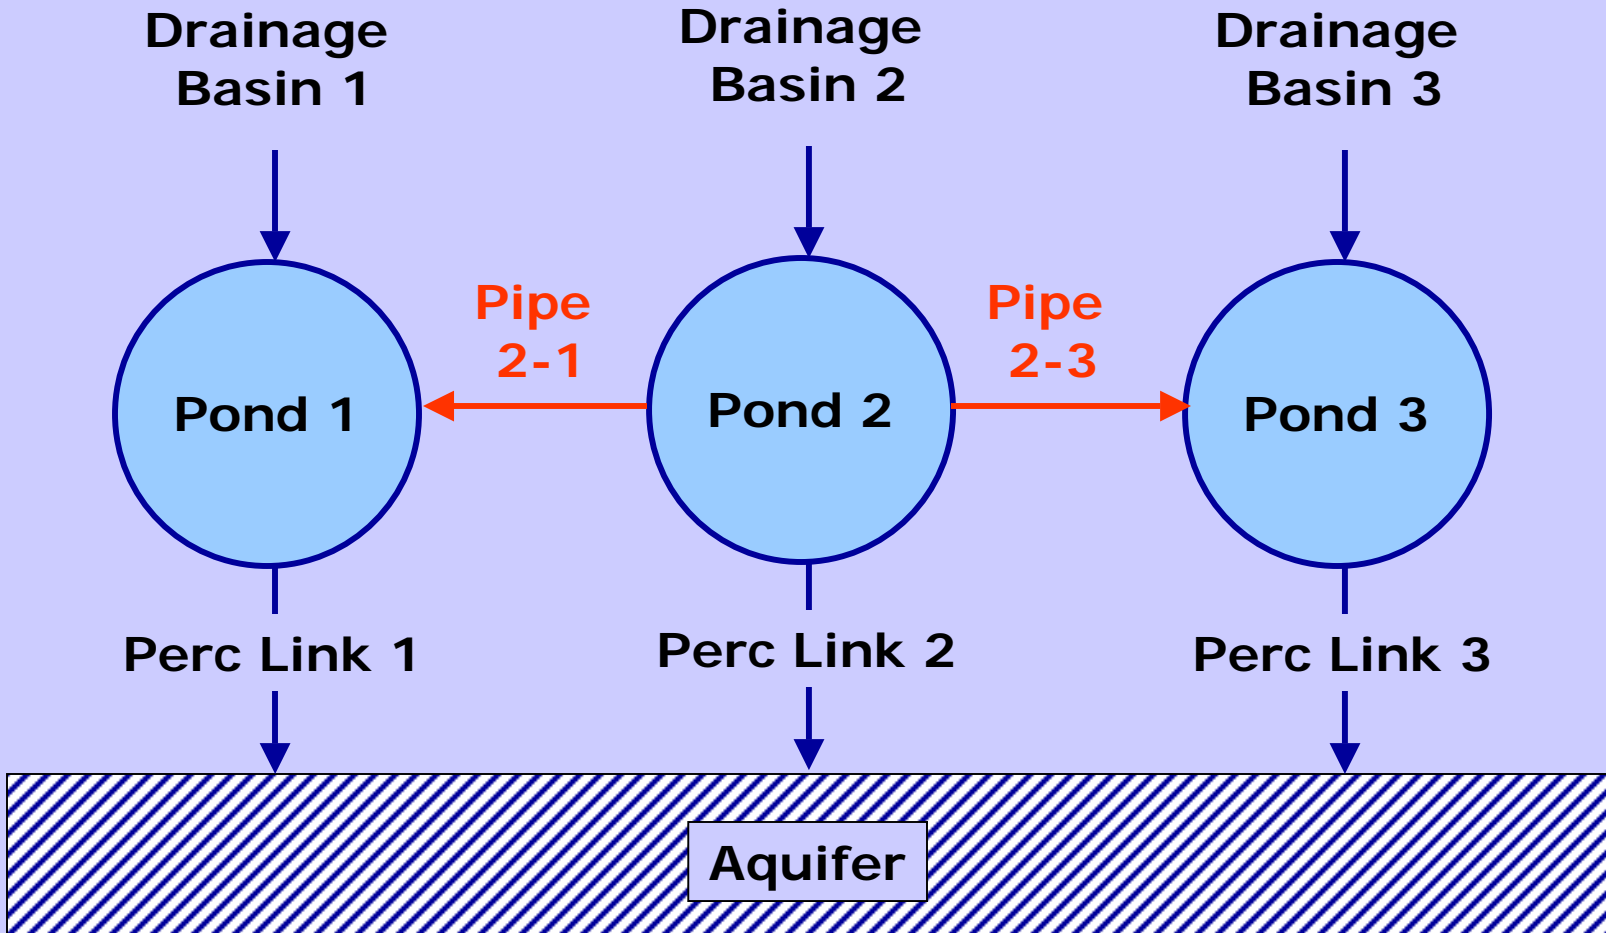 Drainage
Basin 1
Drainage
Basin 2
Drainage
Basin 3
Pipe
2-1
Pipe
2-3
Pond 1
Pond 2
Pond 3
Perc Link 1
Perc Link 2
Perc Link 3
Aquifer